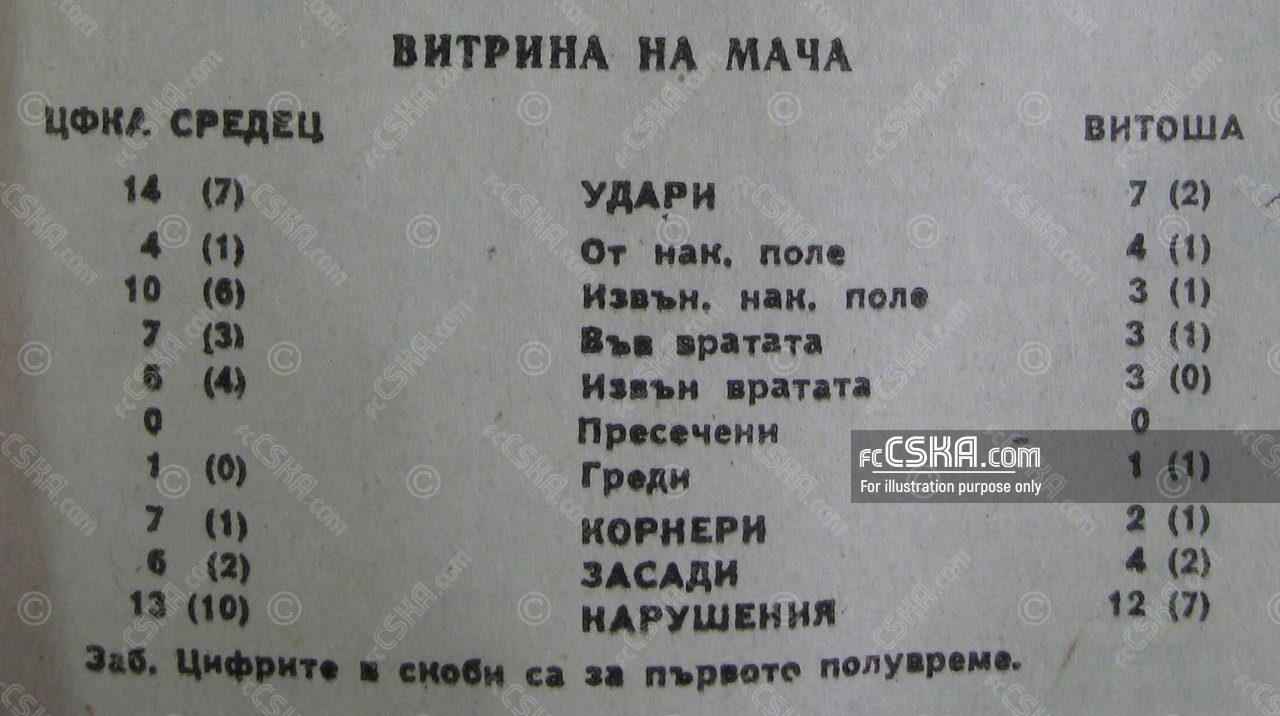 ВИТРИНА НА МАЧА
ЦФКА СРЕДЕЦ ВИТОША
14 (7) УДАРИ 7 (2)
4 (1) От нак. поле 4 (1)
10 (6) Извън. нак. поле 3 (1)
7 (3) Във вратата 3 (1)
6 (4) Извън вратата 3 (0)
0 Пресечени 0
1 (0) Греди 1 (1)
7 (1) КОРНЕРИ 2 (1)
6 (2) ЗАСАДИ 4 (2)
13 (10) НАРУШЕНИЯ 12 (7)
Заб. Цифрите в скоби са за първото полувреме.
fcCSKA.com
For illustration purpose only